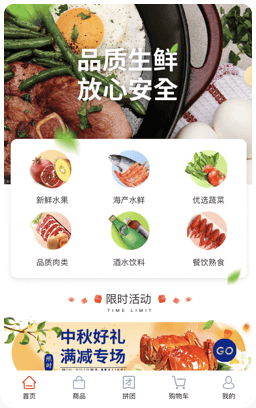 品质生鲜
放心安全
新鲜水果
海产水鲜
优选蔬菜
品质肉类
酒水饮料
餐饮熟食
限时活动
TIME LIMIT
中秋好礼
满减专场
限时
GO
首页
商品
拼团
购物车
我的